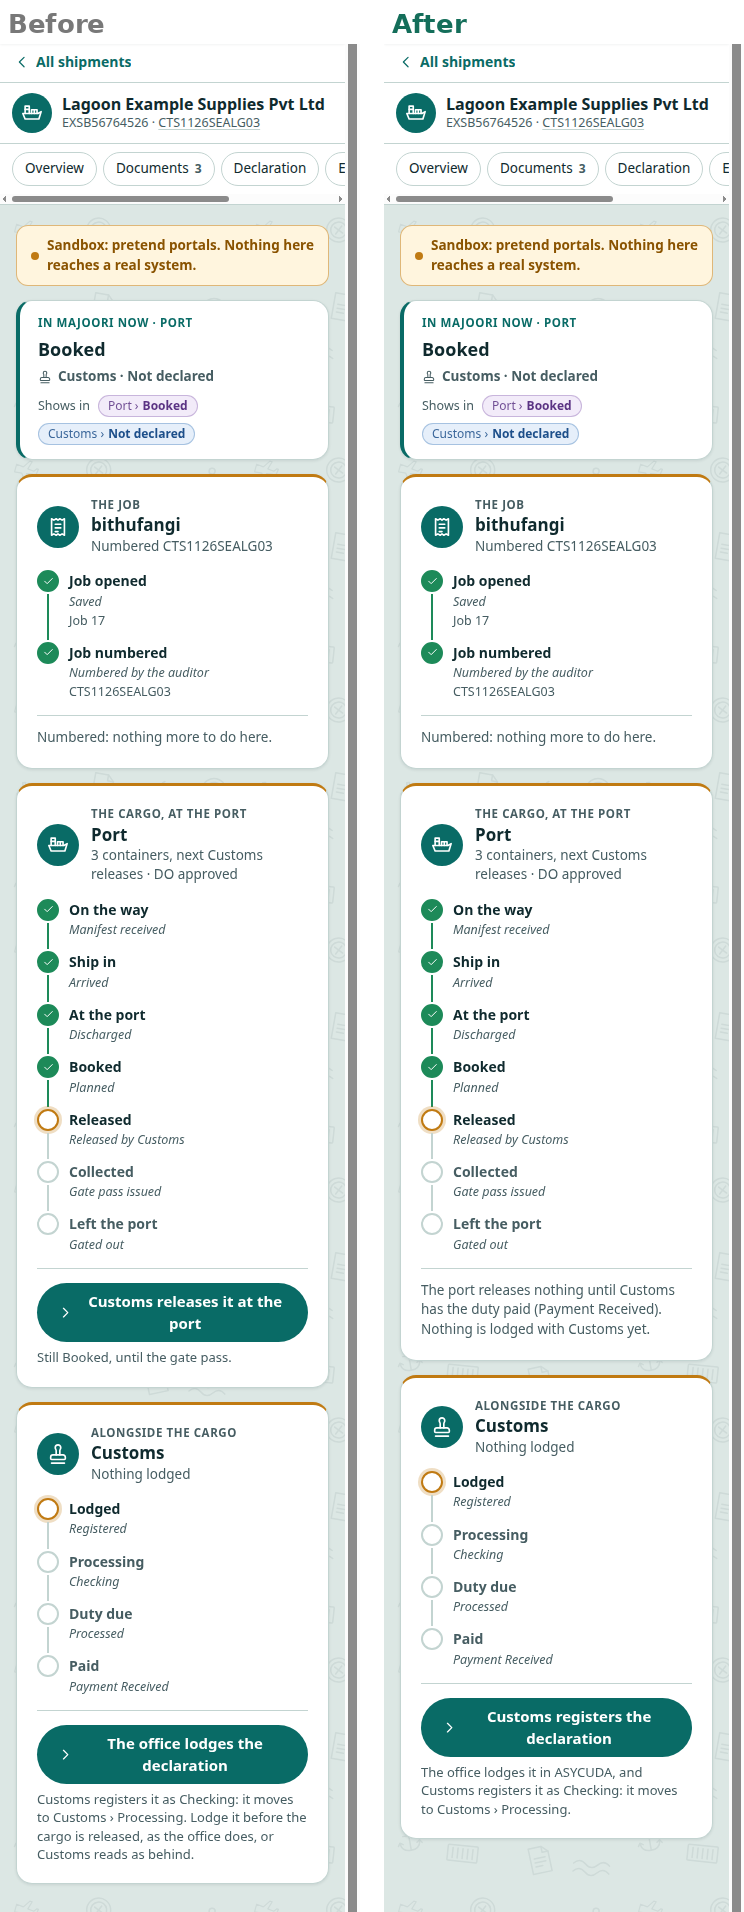 Before
All shipments
Lagoon Example Supplies Pvt Ltd
EXSB56764526 · CTS1126SEALG03
Overview
Documents 3
Declaration
E
Sandbox: pretend portals. Nothing here
reaches a real system.
IN MAJOORI NOW · PORT
Booked
Customs · Not declared
Shows in Port › Booked
Customs › Not declared
THE JOB
bithufangi
Numbered CTS1126SEALG03
Job opened
Saved
Job 17
Job numbered
Numbered by the auditor
CTS1126SEALG03
Numbered: nothing more to do here.
THE CARGO, AT THE PORT
Port
3 containers, next Customs
releases · DO approved
On the way
Manifest received
Ship in
Arrived
At the port
Discharged
Booked
Planned
Released
Released by Customs
Collected
Gate pass issued
Left the port
Gated out
Customs releases it at the
port
Still Booked, until the gate pass.
ALONGSIDE THE CARGO
Customs
Nothing lodged
Lodged
Registered
Processing
Checking
Duty due
Processed
Paid
Payment Received
The office lodges the
declaration
Customs registers it as Checking: it moves
to Customs › Processing. Lodge it before the
cargo is released, as the office does, or
Customs reads as behind.
After
All shipments
Lagoon Example Supplies Pvt Ltd
EXSB56764526 · CTS1126SEALG03
Overview
Documents 3
Declaration
E
Sandbox: pretend portals. Nothing here
reaches a real system.
IN MAJOORI NOW · PORT
Booked
Customs · Not declared
Shows in Port › Booked
Customs › Not declared
THE JOB
bithufangi
Numbered CTS1126SEALG03
Job opened
Saved
Job 17
Job numbered
Numbered by the auditor
CTS1126SEALG03
Numbered: nothing more to do here.
THE CARGO, AT THE PORT
Port
3 containers, next Customs
releases · DO approved
On the way
Manifest received
Ship in
Arrived
At the port
Discharged
Booked
Planned
Released
Released by Customs
Collected
Gate pass issued
Left the port
Gated out
The port releases nothing until Customs
has the duty paid (Payment Received).
Nothing is lodged with Customs yet.
ALONGSIDE THE CARGO
Customs
Nothing lodged
Lodged
Registered
Processing
Checking
Duty due
Processed
Paid
Payment Received
Customs registers the
declaration
The office lodges it in ASYCUDA, and
Customs registers it as Checking: it moves
to Customs › Processing.